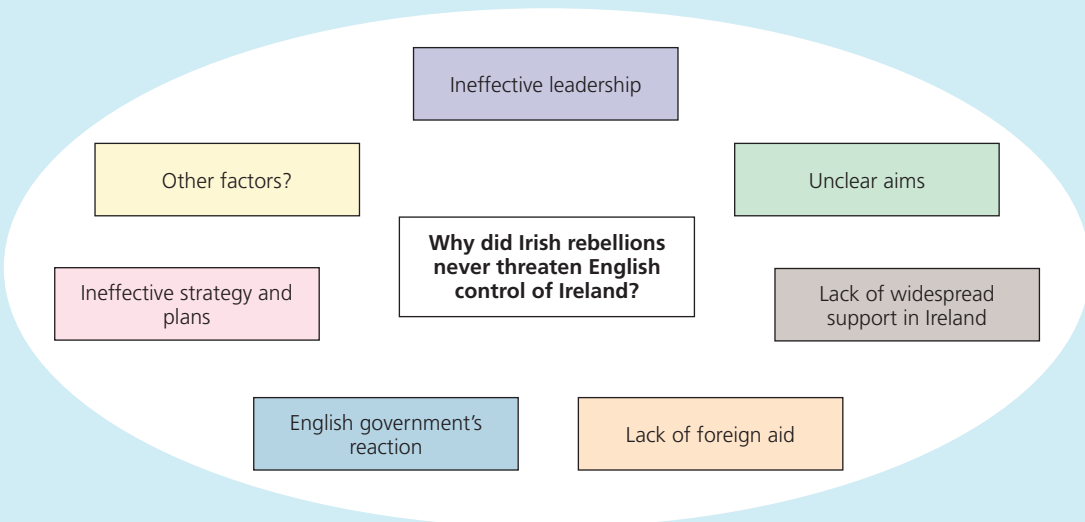 Ineffective leadership
Other factors?
Unclear aims
Why did Irish rebellions
never threaten English
control of Ireland?
Ineffective strategy and
plans
Lack of widespread
support in Ireland
English government’s
reaction
Lack of foreign aid